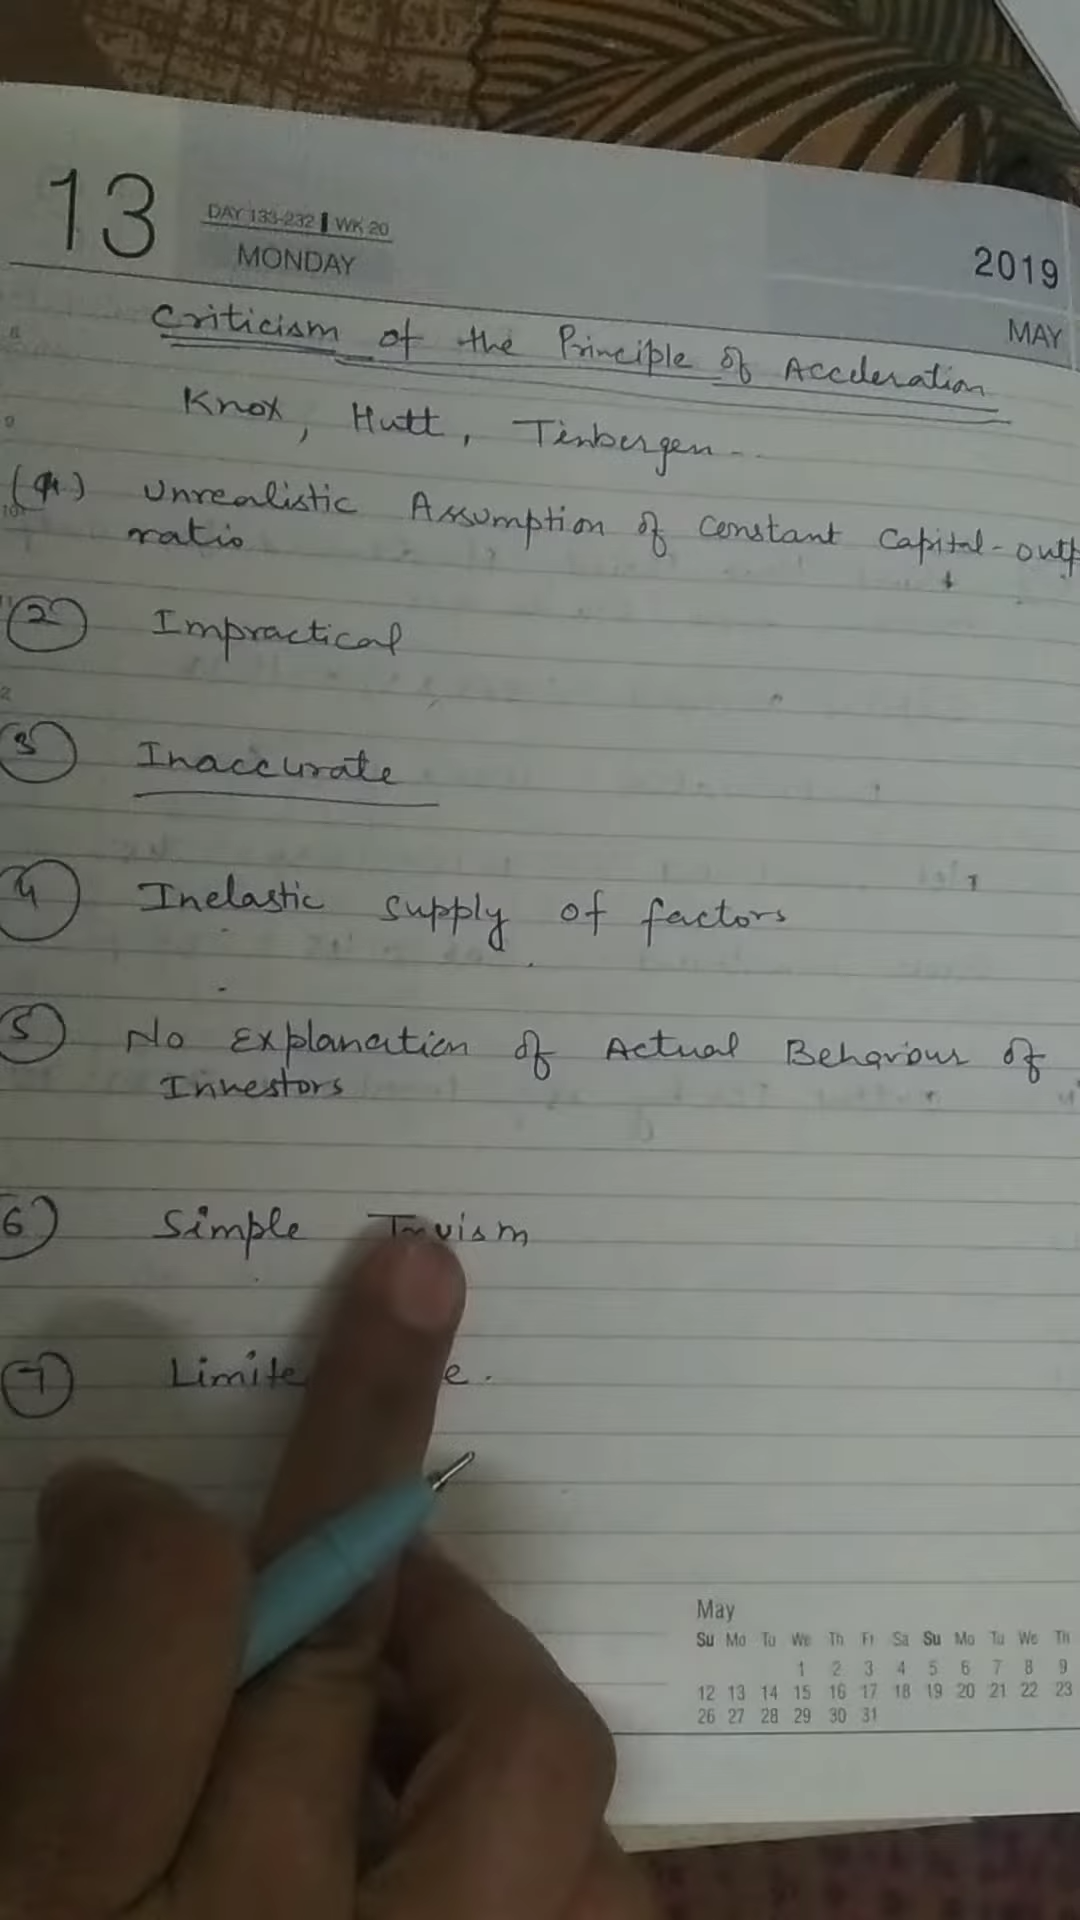 13
DAY 133-232 WK 20
MONDAY
2019
MAY
Criticism of the Principle of Acceleration
Knox, Hutt, Tinbergen...
Unrealistic Assumption of Constant Capital-outp
ratio
2 Impractical
3 Inaccurate
4 Inelastic supply of factors
5 No Explanation of Actual Behaviour of
Investors
6 Simple Truism
7 Limite e.
May
Su Mo Tu We Th Fr Sa Su Mo Tu We Th
1 2 3 4 5 6 7 8 9
12 13 14 15 16 17 18 19 20 21 22 23
26 27 28 29 30 31